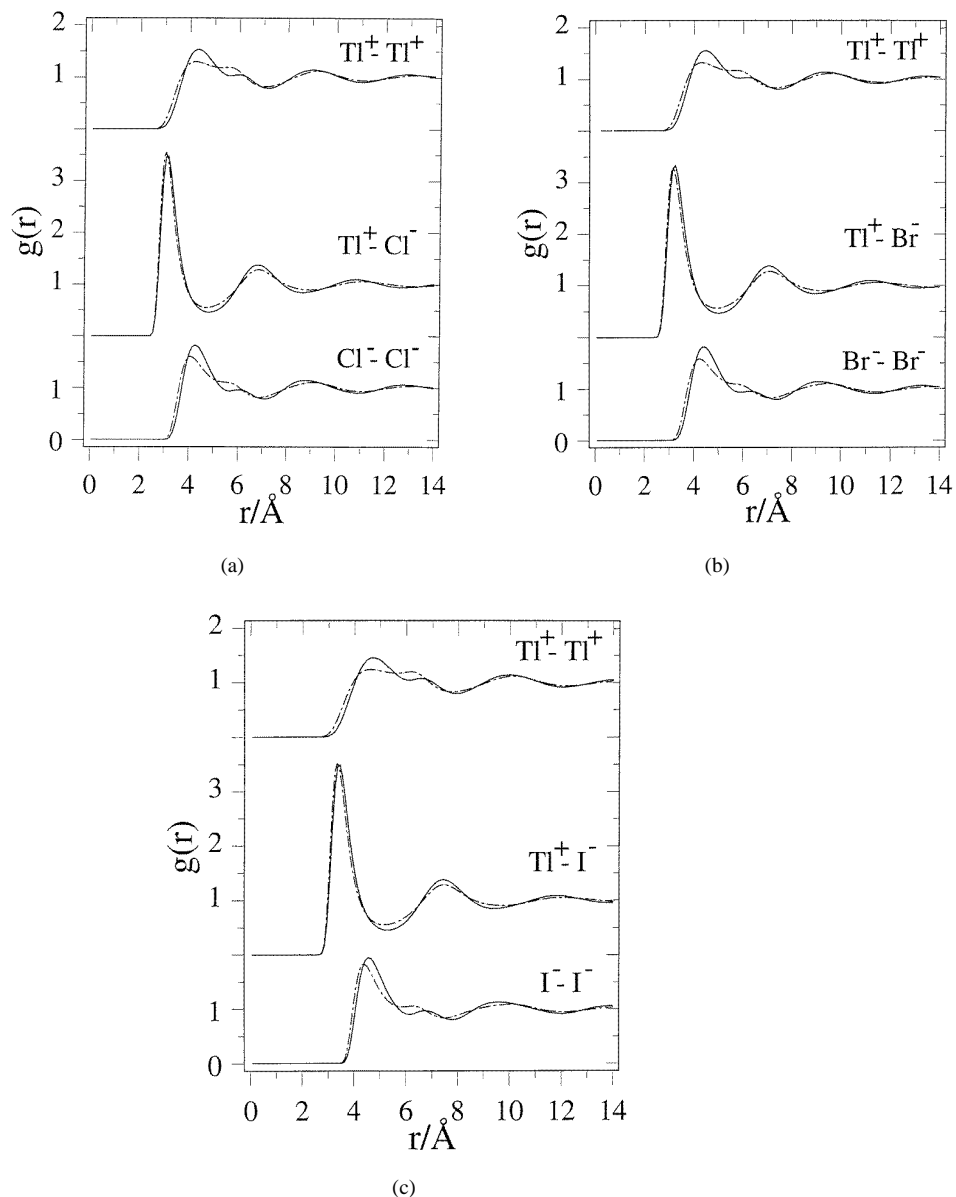 2
Tl⁺- Tl⁺
1
3
2
Tl⁺- Cl⁻
1
Cl⁻- Cl⁻
1
0
g(r)
0 2 4 6 8 10 12 14
r/Å
(a)
2
Tl⁺- Tl⁺
1
3
2
Tl⁺- Br⁻
1
Br⁻- Br⁻
1
0
g(r)
0 2 4 6 8 10 12 14
r/Å
(b)
2
Tl⁺- Tl⁺
1
3
2
Tl⁺- I⁻
1
I⁻- I⁻
1
0
g(r)
0 2 4 6 8 10 12 14
r/Å
(c)